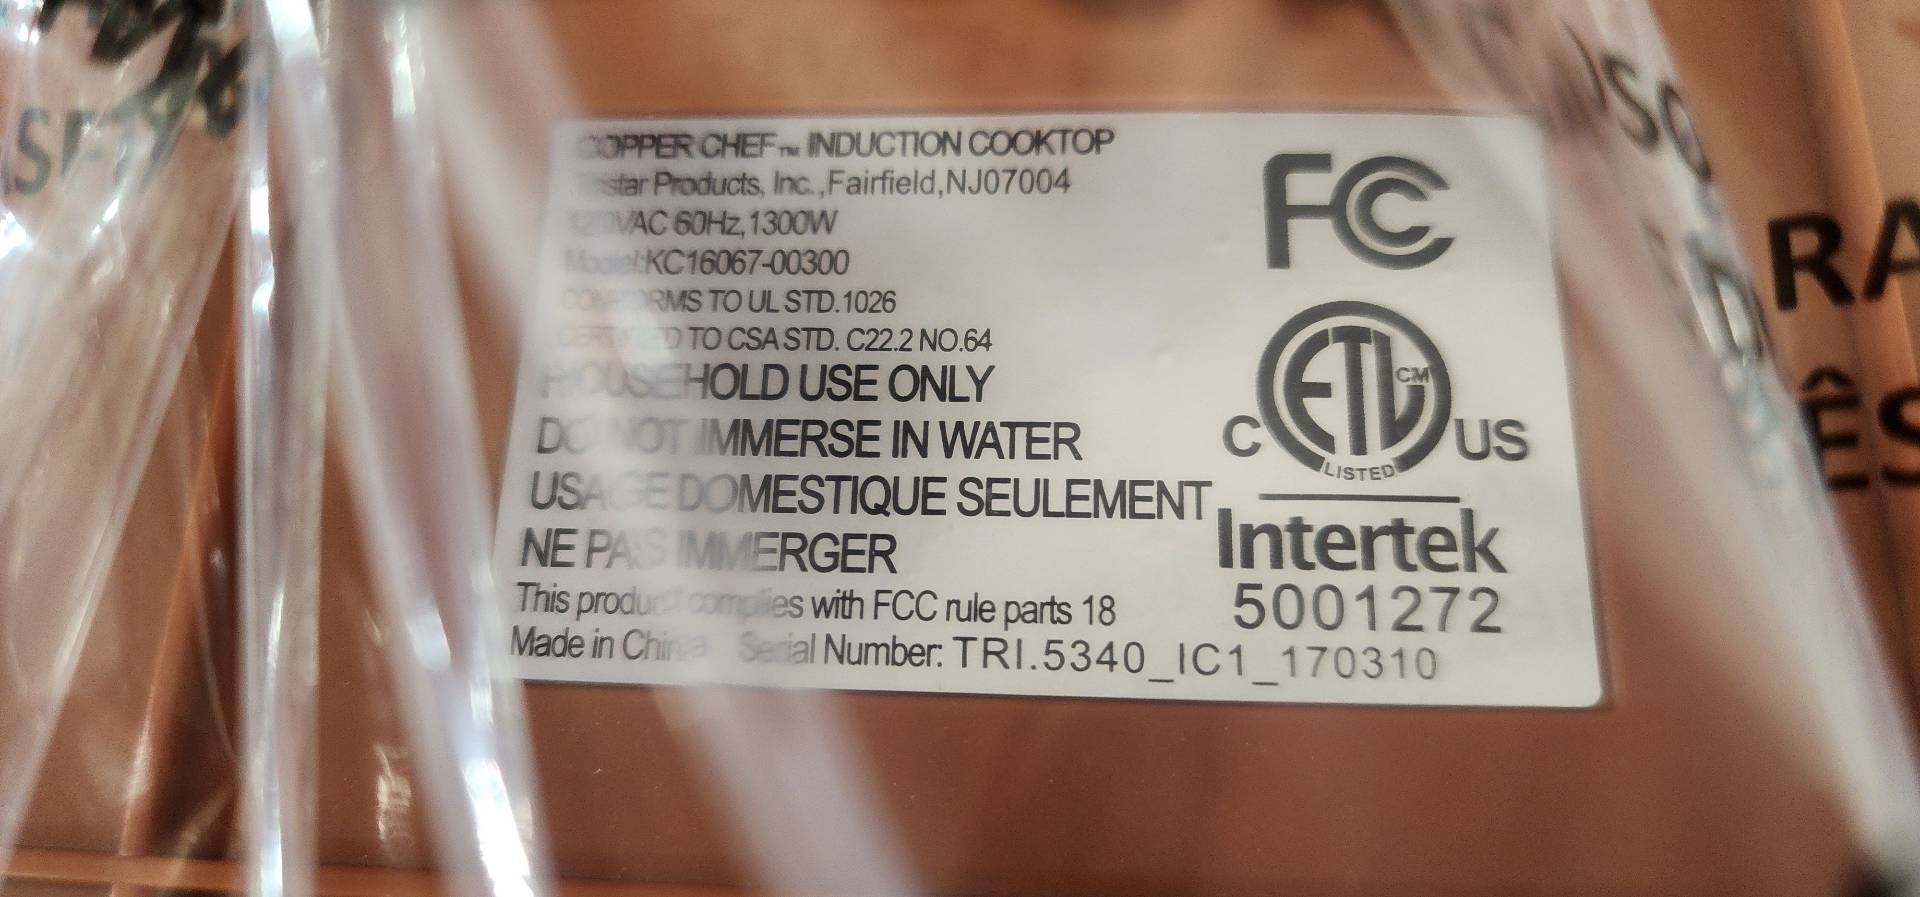 COPPER CHEF™ INDUCTION COOKTOP
Products, Inc., Fairfield, NJ07004
120VAC 60Hz, 1300W
Model:KC16067-00300
CONFORMS TO UL STD.1026
CERTIFIED TO CSA STD. C22.2 NO.64
HOUSEHOLD USE ONLY
DO NOT IMMERSE IN WATER
USAGE DOMESTIQUE SEULEMENT
NE PAS IMMERGER
This product complies with FCC rule parts 18
Made in China Serial Number: TRI.5340_IC1_170310
FC
ETL CM
C US
LISTED
Intertek
5001272